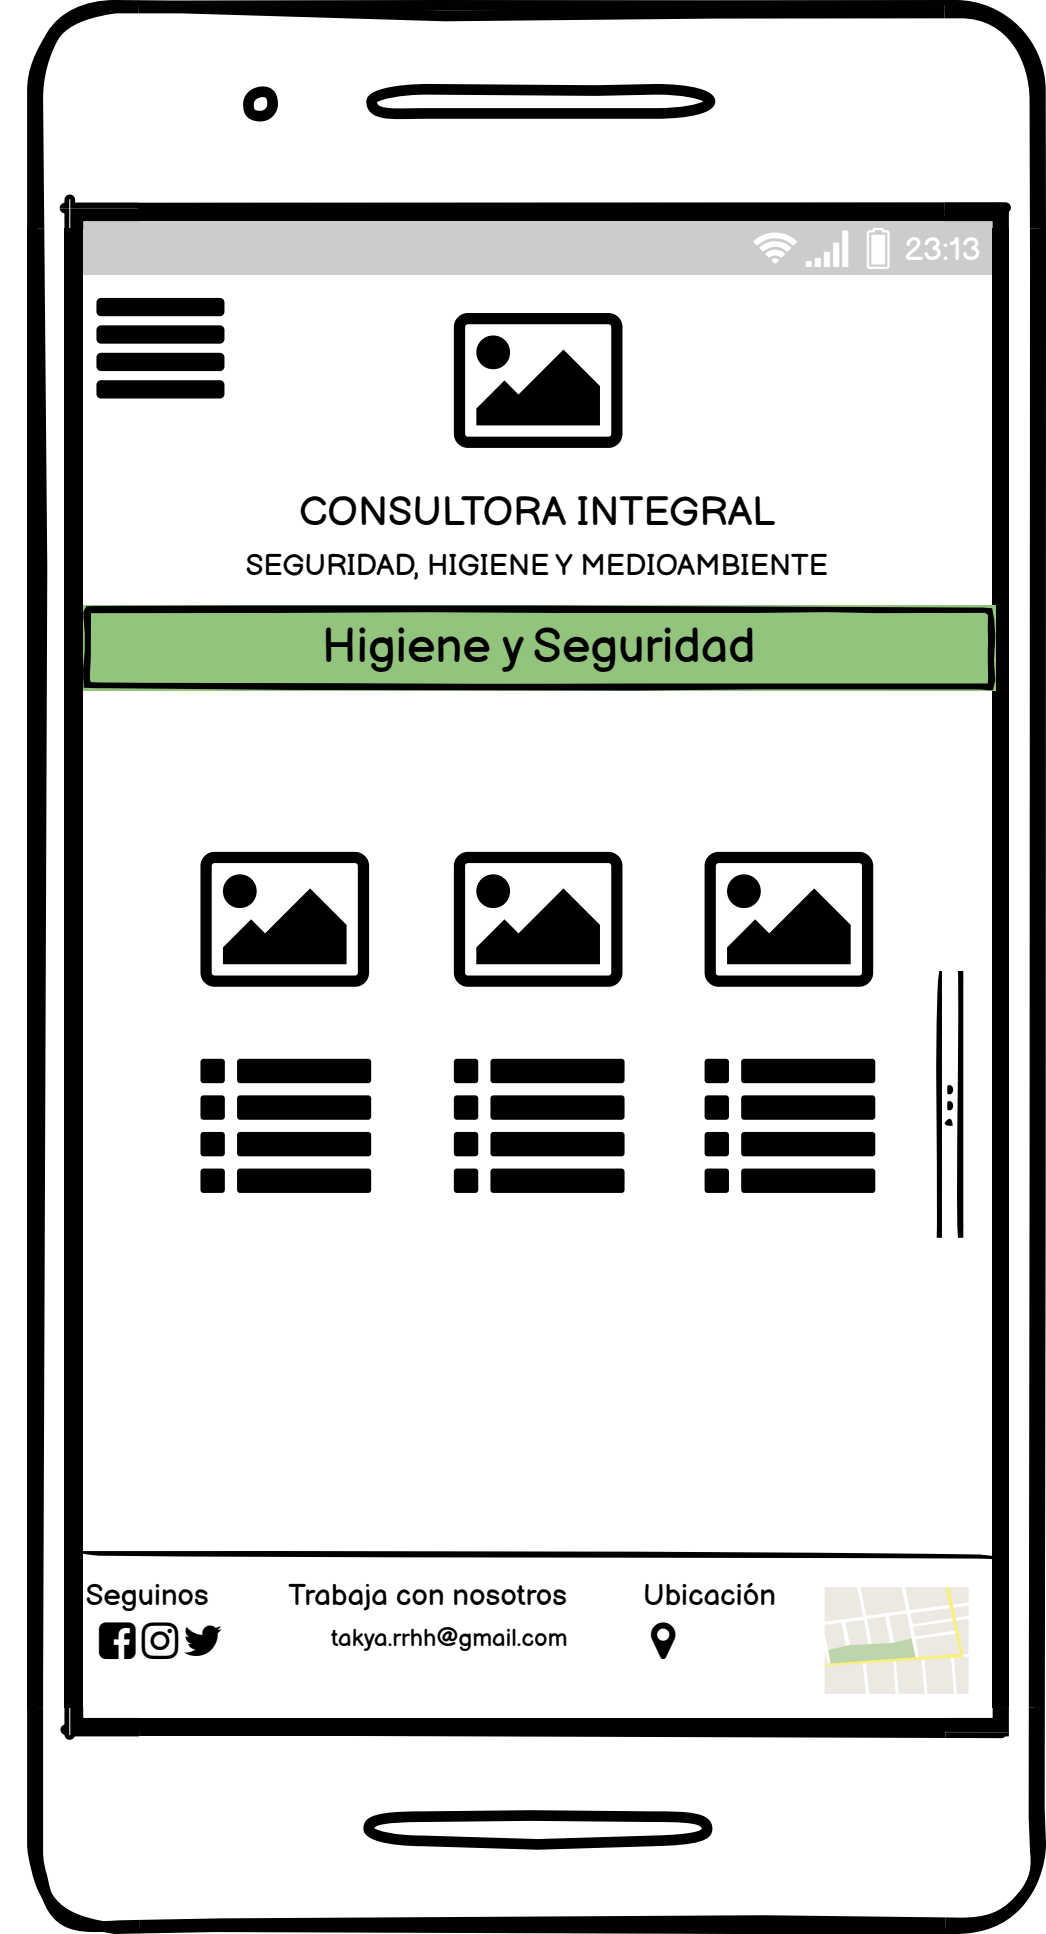 23:13
CONSULTORA INTEGRAL
SEGURIDAD, HIGIENE Y MEDIOAMBIENTE
Higiene y Seguridad
Seguinos
Trabaja con nosotros
takya.rrhh@gmail.com
Ubicación